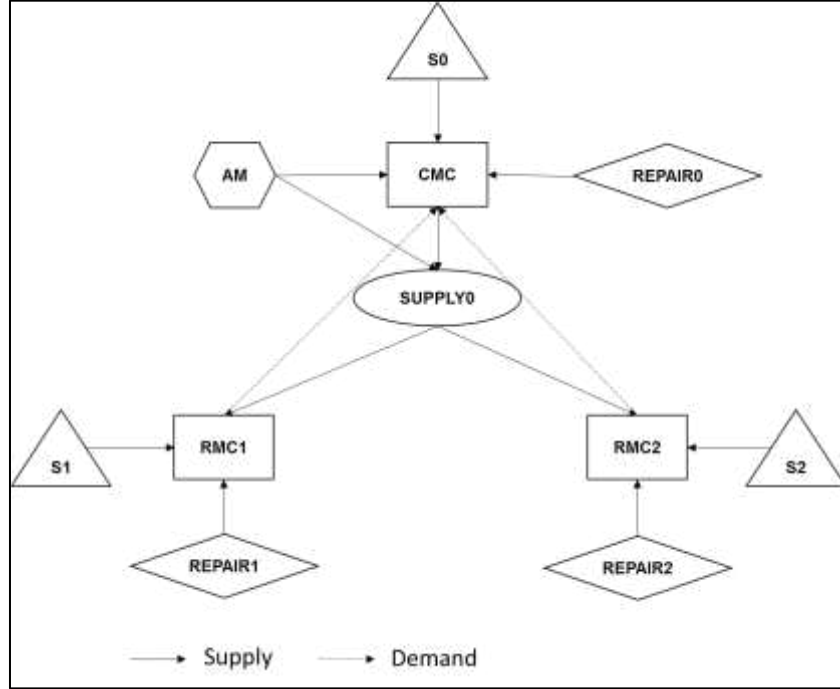 S0
AM
CMC
REPAIR0
SUPPLY0
S1
RMC1
RMC2
S2
REPAIR1
REPAIR2
Supply
Demand